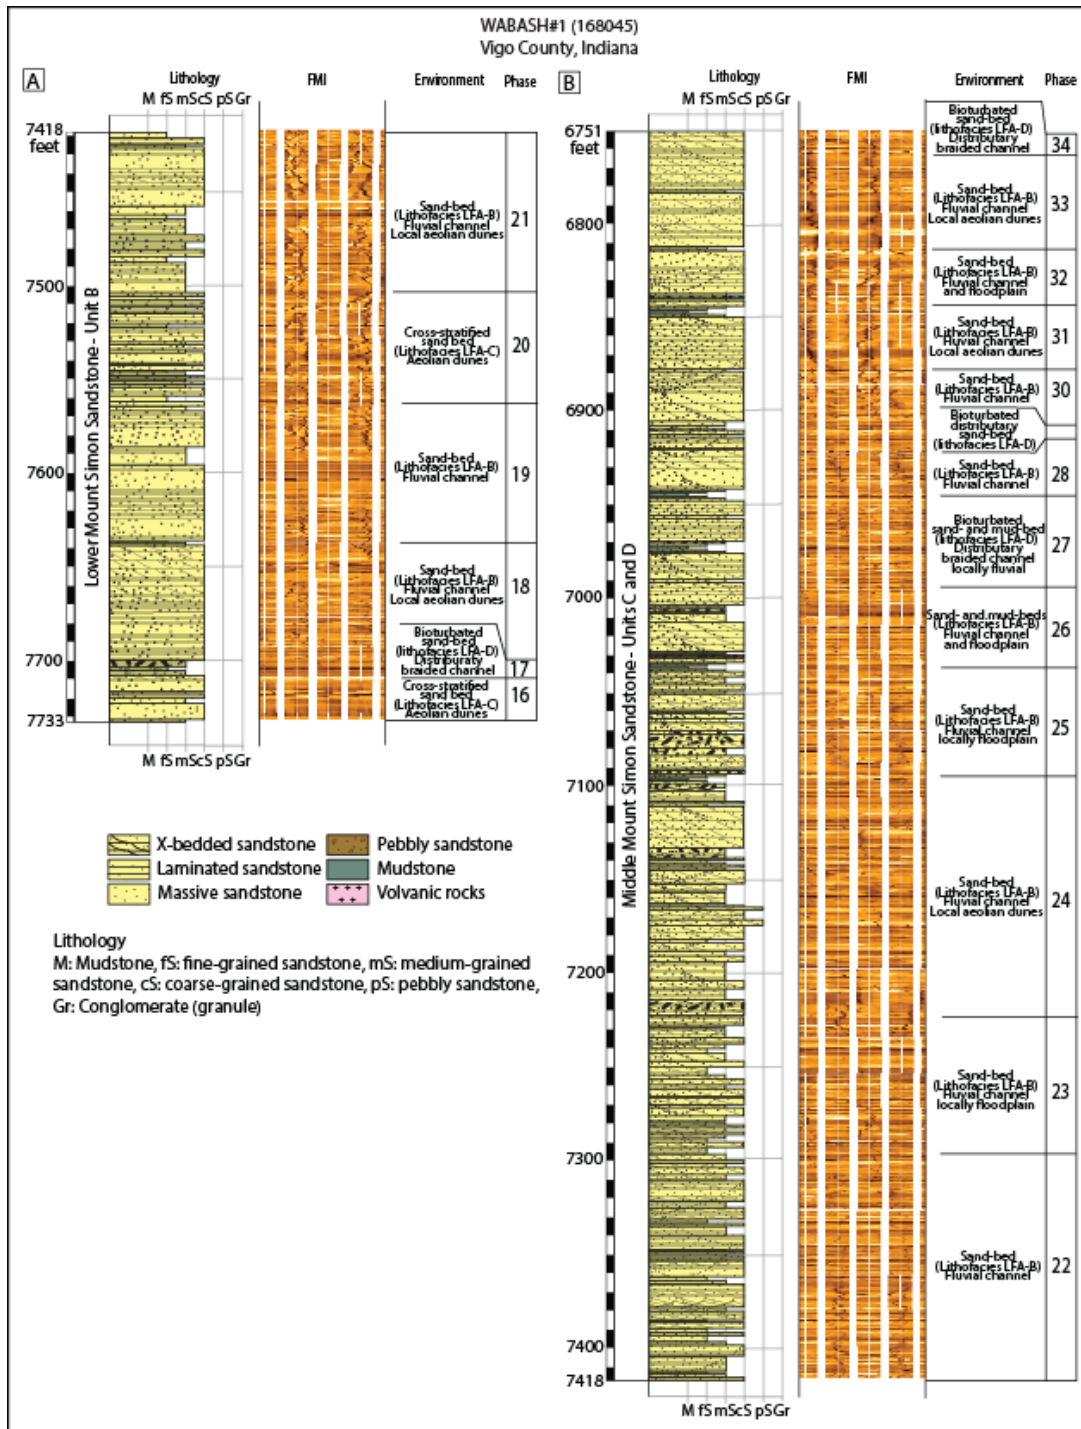 WABASH#1 (168045)
Vigo County, Indiana
A
Lithology
FMI
Environment
Phase
M fS mScS pSGr
7418
feet
7500
7600
7700
7733
Lower Mount Simon Sandstone - Unit B
Sand-bed
(Lithofacies LFA-B)
Fluvial channel
Local aeolian dunes
21
Cross-stratified
sand bed
(Lithofacies LFA-C)
Aeolian dunes
20
Sand-bed
(Lithofacies LFA-B)
Fluvial channel
19
Sand-bed
(Lithofacies LFA-B)
Fluvial channel
Local aeolian dunes
18
Bioturbated
sand-bed
(lithofacies LFA-D)
Distriburaty
braided channel
17
Cross-stratified
sand bed
(Lithofacies LFA-C)
Aeolian dunes
16
M fS mScS pSGr
X-bedded sandstone
Laminated sandstone
Massive sandstone
Pebbly sandstone
Mudstone
Volcanic rocks
Lithology
M: Mudstone, fS: fine-grained sandstone, mS: medium-grained
sandstone, cS: coarse-grained sandstone, pS: pebbly sandstone,
Gr: Conglomerate (granule)
B
Lithology
FMI
Environment
Phase
M fS mScS pSGr
6751
feet
6800
6900
7000
7100
7200
7300
7400
7418
Middle Mount Simon Sandstone - Units C and D
Bioturbated
sand-bed
(lithofacies LFA-D)
Distributary
braided channel
34
Sand-bed
(Lithofacies LFA-B)
Fluvial channel
Local aeolian dunes
33
Sand-bed
(Lithofacies LFA-B)
Fluvial channel
and floodplain
32
Sand-bed
(Lithofacies LFA-B)
Fluvial channel
Local aeolian dunes
31
Sand-bed
(Lithofacies LFA-B)
Fluvial channel
30
Bioturbated
distributary
sand-bed
(lithofacies LFA-D)
Sand-bed
(Lithofacies LFA-B)
Fluvial channel
28
Bioturbated
sand- and mud-bed
(lithofacies LFA-D)
Distributary
braided channel
locally fluvial
27
Sand- and mud-beds
(Lithofacies LFA-B)
Fluvial channel
and floodplain
26
Sand-bed
(Lithofacies LFA-B)
Fluvial channel
locally floodplain
25
Sand-bed
(Lithofacies LFA-B)
Fluvial channel
Local aeolian dunes
24
Sand-bed
(Lithofacies LFA-B)
Fluvial channel
locally floodplain
23
Sand-bed
(Lithofacies LFA-B)
Fluvial channel
22
M fS mScS pSGr